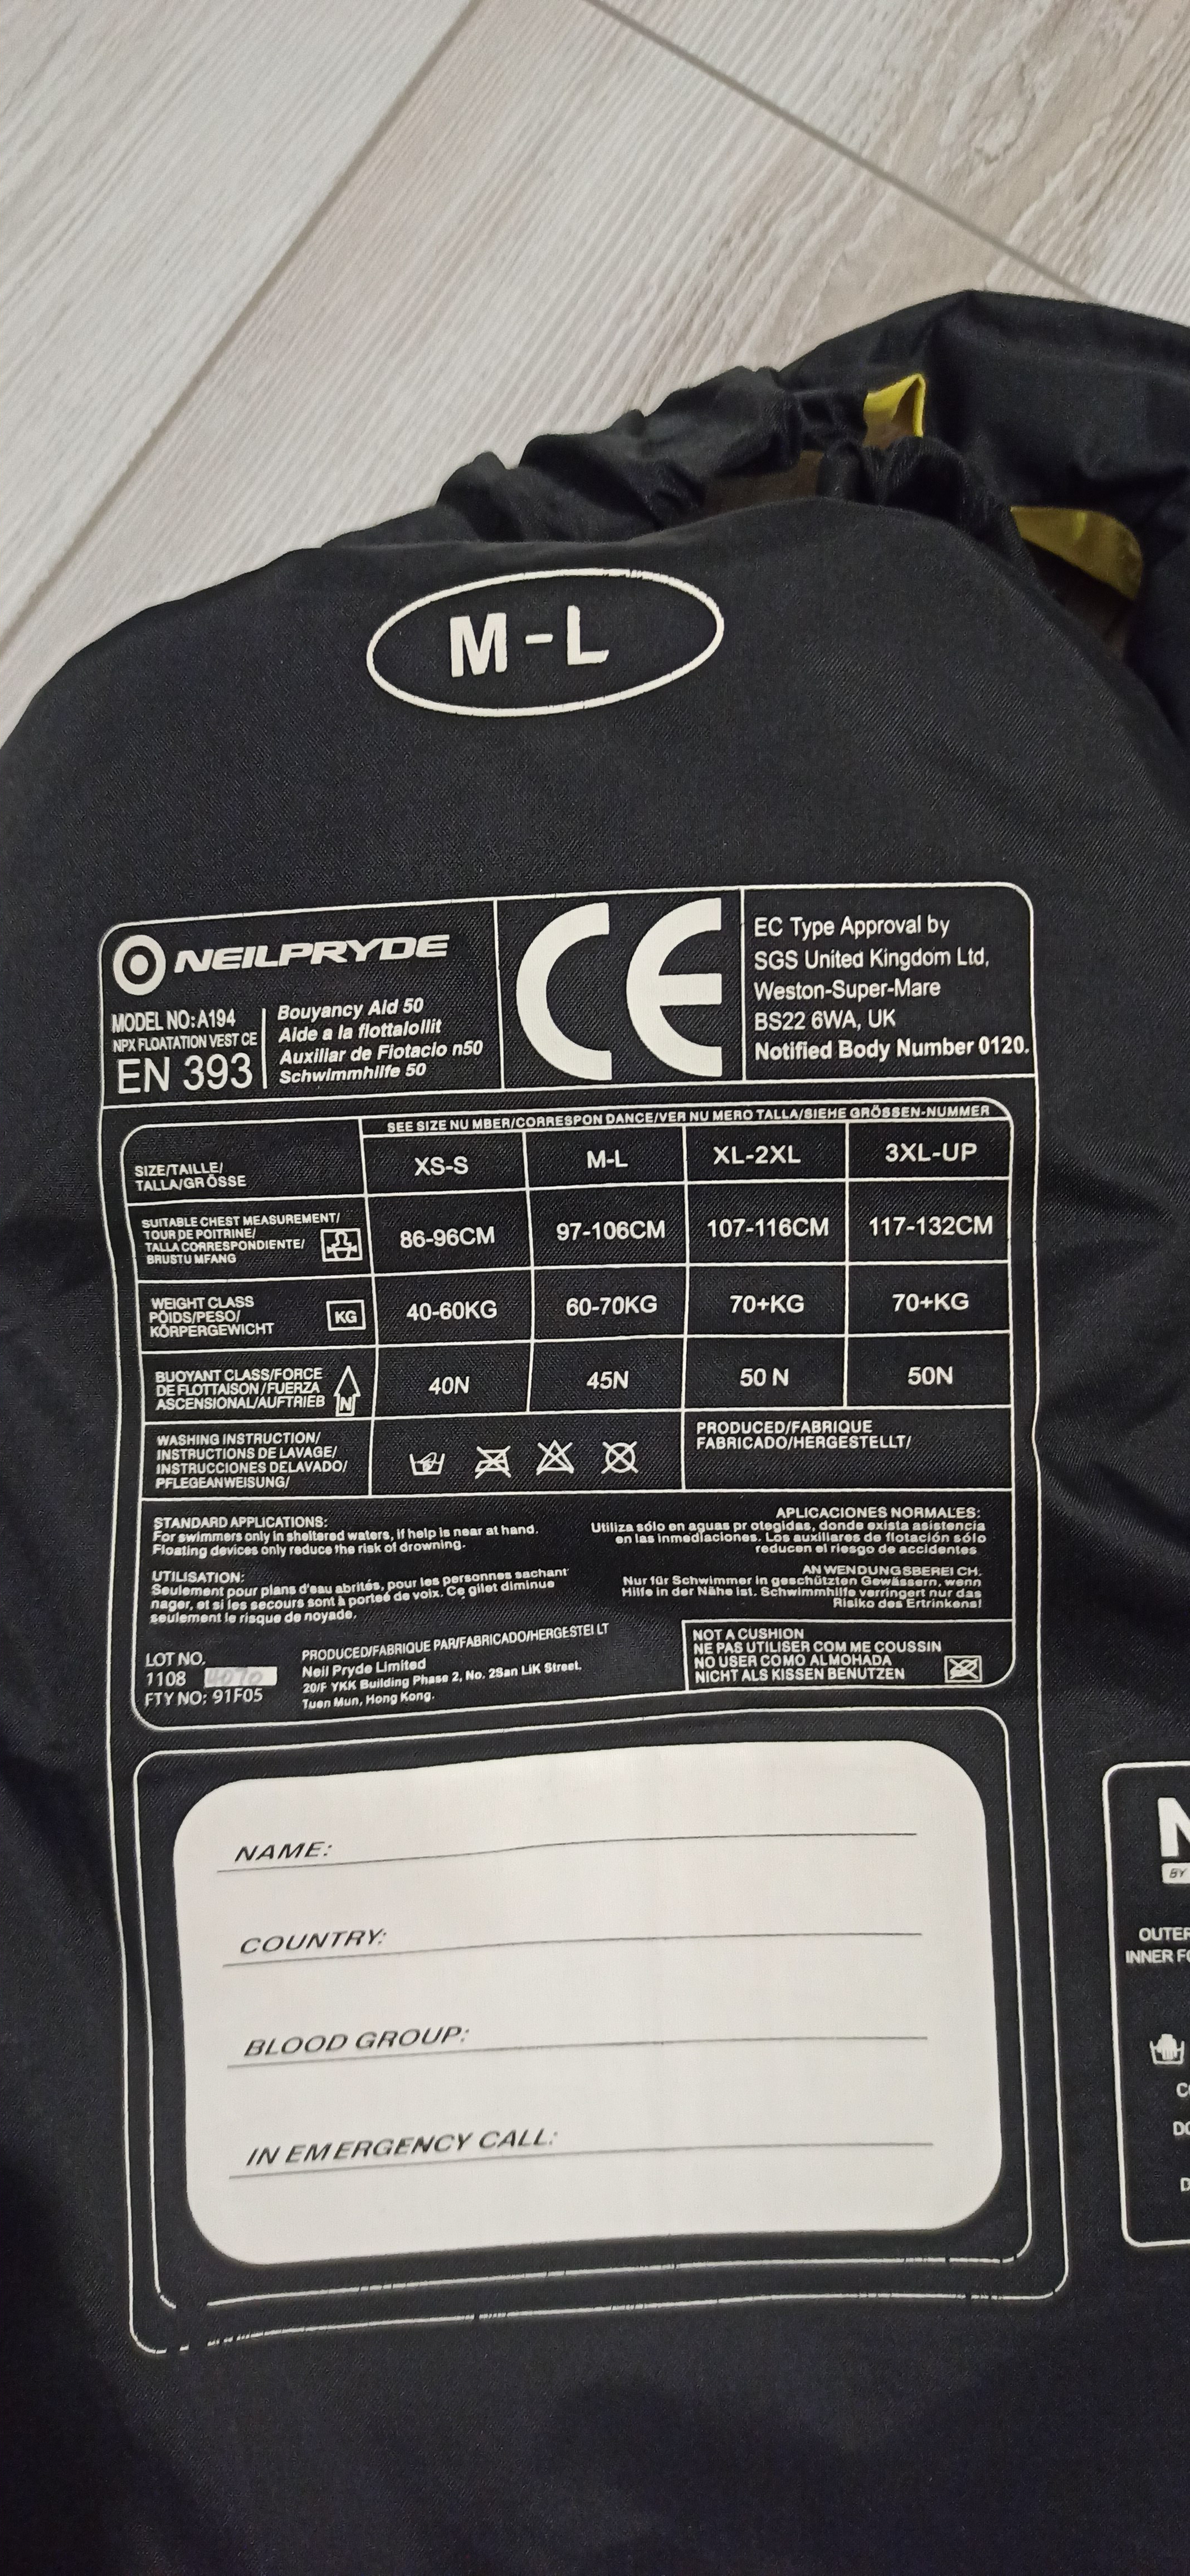 M-L
NEILPRYDE
MODEL NO:A194
NPX FLOATATION VEST CE
EN 393
Bouyancy Aid 50
Aide a la flottalollit
Auxiliar de Fiotacio n50
Schwimmhilfe 50
CE
EC Type Approval by
SGS United Kingdom Ltd,
Weston-Super-Mare
BS22 6WA, UK
Notified Body Number 0120.
SEE SIZE NU MBER/CORRESPON DANCE/VER NU MERO TALLA/SIEHE GRÖSSEN-NUMMER
SIZE/TAILLE/
TALLA/GRÖSSE
XS-S M-L XL-2XL 3XL-UP
SUITABLE CHEST MEASUREMENT/
TOUR DE POITRINE/
TALLA CORRESPONDIENTE/
BRUSTU MFANG
86-96CM 97-106CM 107-116CM 117-132CM
WEIGHT CLASS
PÖIDS/PESO/
KÖRPERGEWICHT
KG
40-60KG 60-70KG 70+KG 70+KG
BUOYANT CLASS/FORCE
DE FLOTTAISON/FUERZA
ASCENSIONAL/AUFTRIEB
N
40N 45N 50 N 50N
WASHING INSTRUCTION/
INSTRUCTIONS DE LAVAGE/
INSTRUCCIONES DELAVADO/
PFLEGEANWEISUNG/
PRODUCED/FABRIQUE
FABRICADO/HERGESTELLT/
STANDARD APPLICATIONS:
For swimmers only in sheltered waters, if help is near at hand.
Floating devices only reduce the risk of drowning.
APLICACIONES NORMALES:
Utiliza sólo en aguas pr otegidas, donde exista asistencia
en las inmediaciones. Los auxiliares de flotación sólo
reducen el riesgo de accidentes
UTILISATION:
Seulement pour plans d'eau abrités, pour les personnes sachant
nager, et si les secours sont à porteé de voix. Ce gilet diminue
seulement le risque de noyade.
AN WENDUNGSBEREI CH.
Nur für Schwimmer in geschützten Gewässern, wenn
Hilfe in der Nähe ist. Schwimmhilfe verringert nur das
Risiko des Ertrinkens!
LOT NO.
1108
FTY NO: 91F05
PRODUCED/FABRIQUE PAR/FABRICADO/HERGESTEI LT
Neil Pryde Limited
20/F YKK Building Phase 2, No. 2San LiK Street.
Tuen Mun, Hong Kong.
NOT A CUSHION
NE PAS UTILISER COM ME COUSSIN
NO USER COMO ALMOHADA
NICHT ALS KISSEN BENUTZEN
NAME:
COUNTRY:
BLOOD GROUP:
IN EMERGENCY CALL:
N
BY
OUTER
INNER